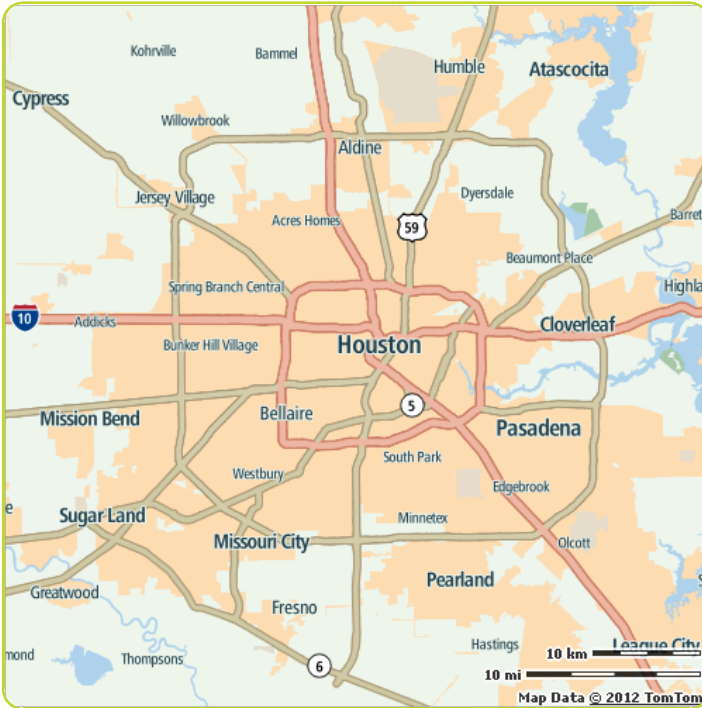 Kohrville
Bammel
Humble
Atascocita
Cypress
Willowbrook
Aldine
Jersey Village
Dyersdale
Acres Homes
59
Barret
Beaumont Place
Spring Branch Central
Highla
10
Addicks
Cloverleaf
Houston
Bunker Hill Village
5
Mission Bend
Bellaire
Pasadena
South Park
Westbury
Edgebrook
Sugar Land
Minnetex
Missouri City
Olcott
Pearland
Greatwood
Fresno
Hastings
League City
10 km
mond
Thompsons
6
10 mi
Map Data © 2012 TomTom